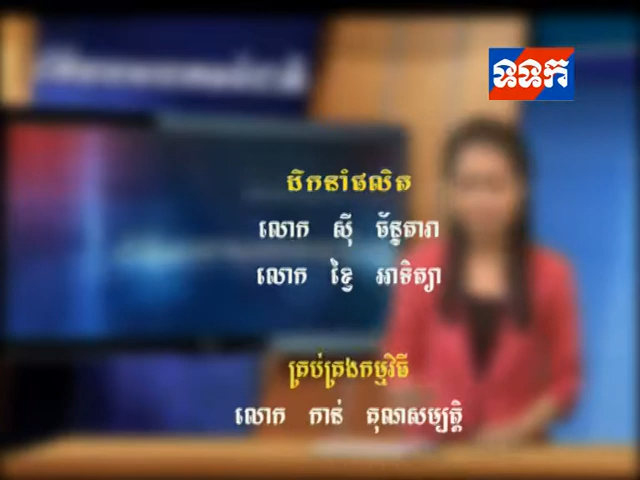 ទទក
ដឹកនាំផលិត
លោក ស៊ី ច័ន្ទតារា
លោក ខ្វៃ អាទិត្យា
គ្រប់គ្រងកម្មវិធី
លោក កាន់ គុណសម្បត្តិ